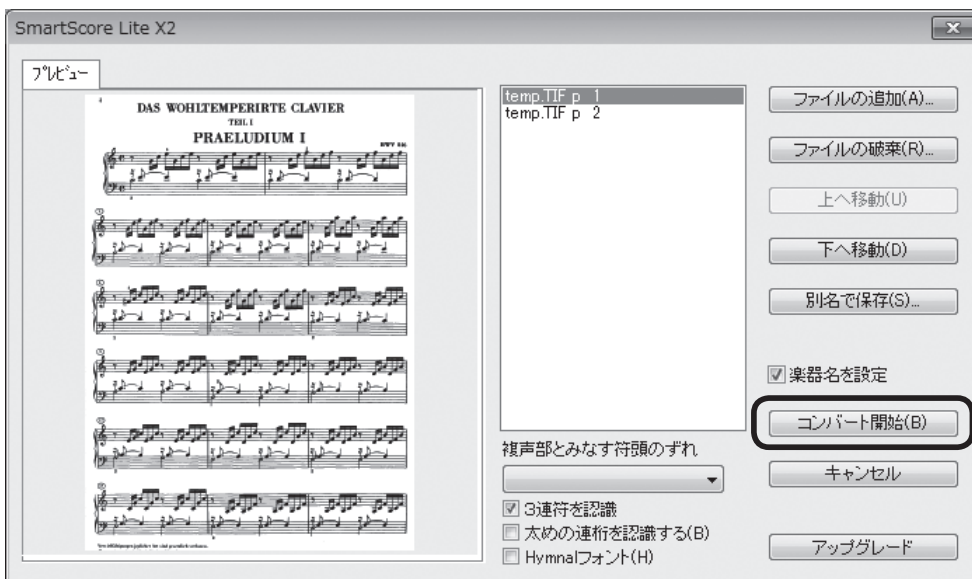 SmartScore Lite X2
プレビュー
DAS WOHLTEMPERIRTE CLAVIER
TEIL I
PRAELUDIUM I
temp.TIF p 1
temp.TIF p 2
ファイルの追加(A)...
ファイルの破棄(R)...
上へ移動(U)
下へ移動(D)
別名で保存(S)...
楽器名を設定
コンバート開始(B)
複声部とみなす符頭のずれ
キャンセル
3連符を認識
太めの連桁を認識する(B)
Hymnalフォント(H)
アップグレード